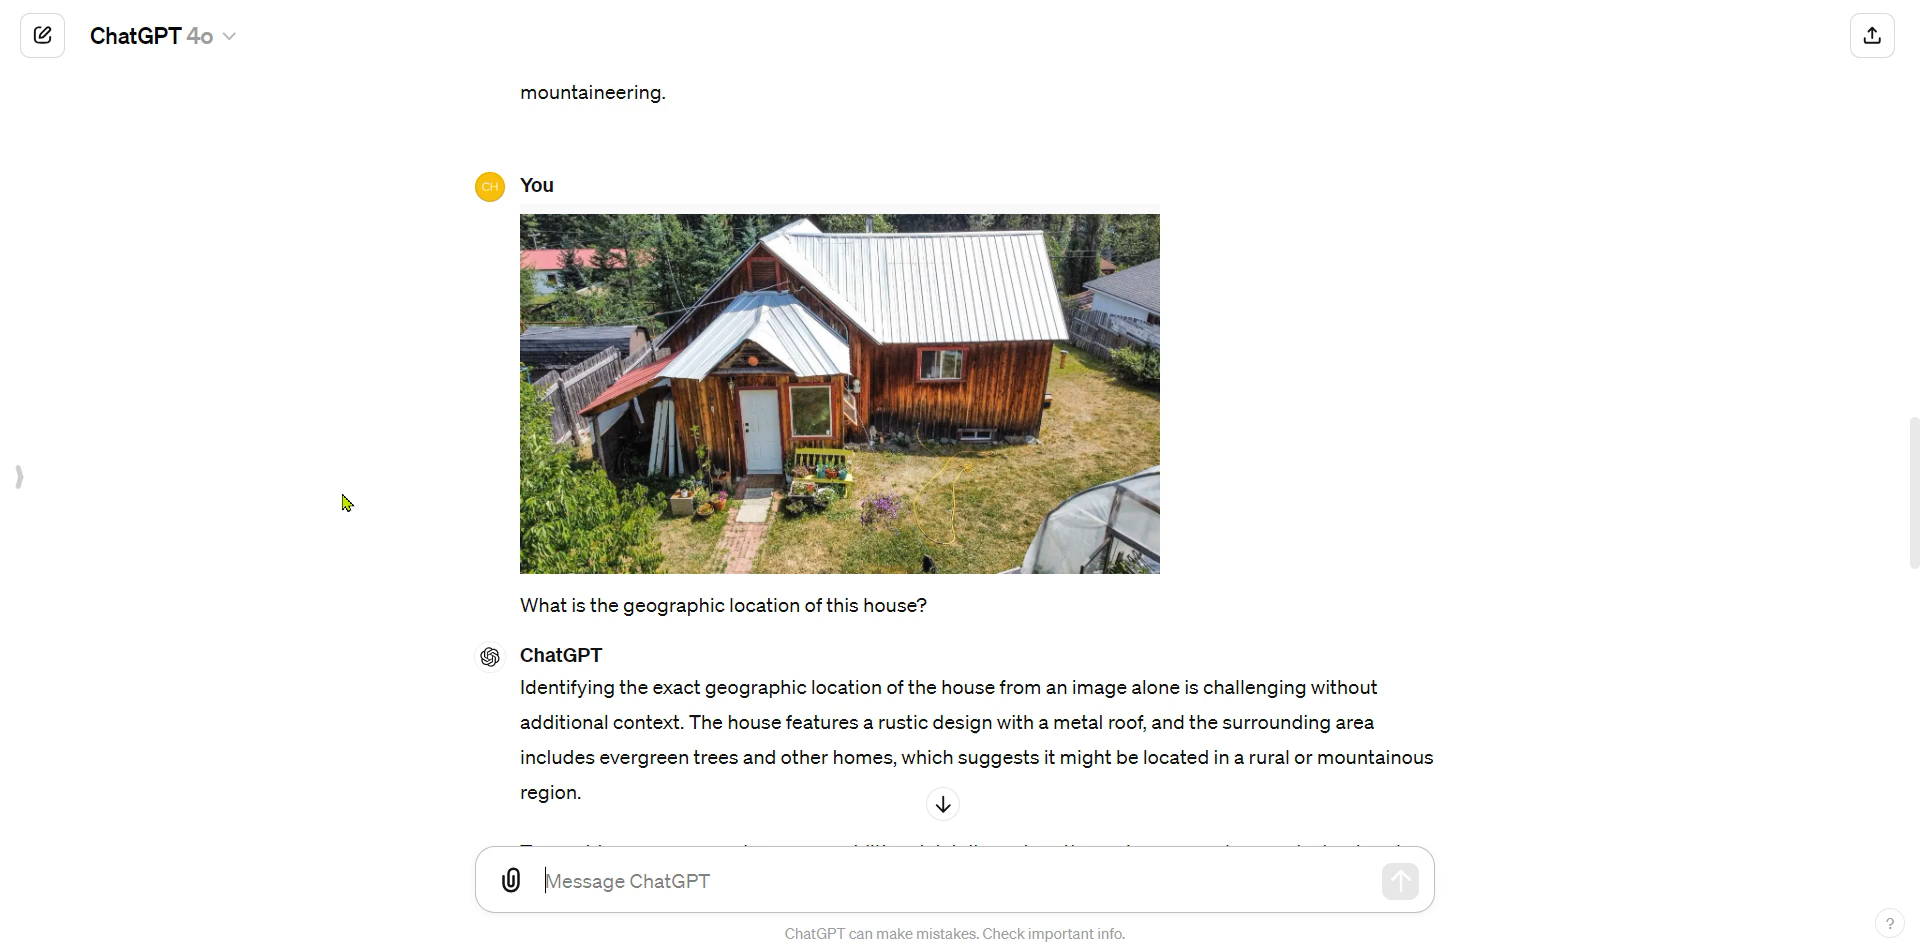 ChatGPT 4o
mountaineering.
CH
You
What is the geographic location of this house?
ChatGPT
Identifying the exact geographic location of the house from an image alone is challenging without
additional context. The house features a rustic design with a metal roof, and the surrounding area
includes evergreen trees and other homes, which suggests it might be located in a rural or mountainous
region.
Message ChatGPT
ChatGPT can make mistakes. Check important info.
?